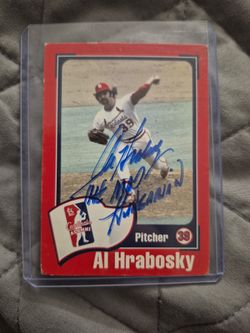 39
Al Hrabosky
"THE MAD
HUNGARIAN"
Pitcher 39
Al Hrabosky